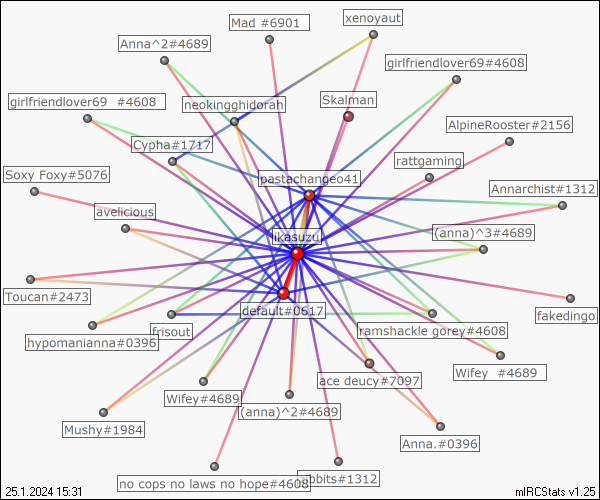 Mad #6901
xenoyaut
Anna^2#4689
girlfriendlover69#4608
girlfriendlover69 #4608
neokingghidorah
Skalman
AlpineRooster#2156
Cypha#1717
rattgaming
Soxy Foxy#5076
pastachangeo41
Annarchist#1312
avelicious
ikasuzu
(anna)^3#4689
Toucan#2473
default#0617
fakedingo
hypomanianna#0396
frisout
ramshackle gorey#4608
ace deucy#7097
Wifey #4689
Wifey#4689
(anna)^2#4689
Mushy#1984
Anna.#0396
no cops no laws no hope#4608
#1312
25.1.2024 15:31
mIRCStats v1.25